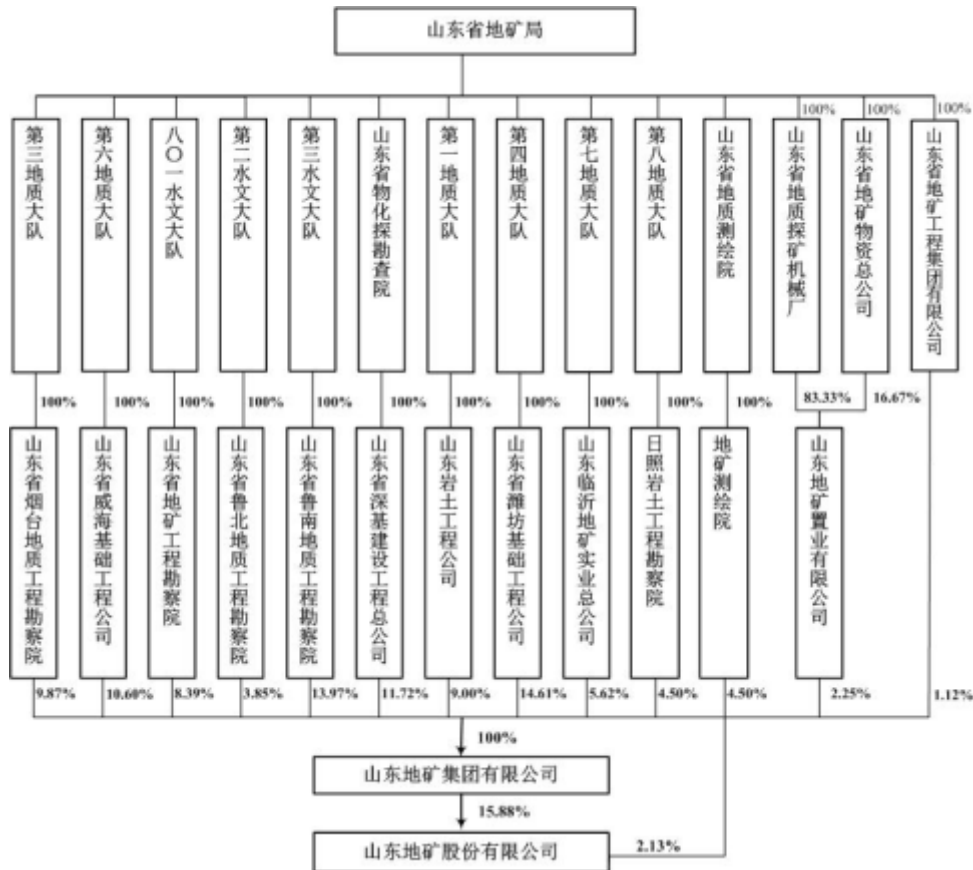 山东省地矿局
100%
100%
100%
第三地质大队
第六地质大队
八〇一水文大队
第二水文大队
第三水文大队
山东省物化探勘查院
第一地质大队
第四地质大队
第七地质大队
第八地质大队
山东省地质测绘院
山东省地质探矿机械厂
山东省地矿物资总公司
山东省地矿工程集团有限公司
100%
100%
100%
100%
100%
100%
100%
100%
100%
100%
100%
83.33%
16.67%
山东省烟台地质工程勘察院
山东省威海基础工程公司
山东省地矿工程勘察院
山东省鲁北地质工程勘察院
山东省鲁南地质工程勘察院
山东省深基建设工程总公司
山东岩土工程公司
山东省潍坊基础工程公司
山东临沂地矿实业总公司
日照岩土工程勘察院
地矿测绘院
山东地矿置业有限公司
9.87%
10.60%
8.39%
3.85%
13.97%
11.72%
9.00%
14.61%
5.62%
4.50%
4.50%
2.25%
1.12%
100%
山东地矿集团有限公司
15.88%
山东地矿股份有限公司
2.13%